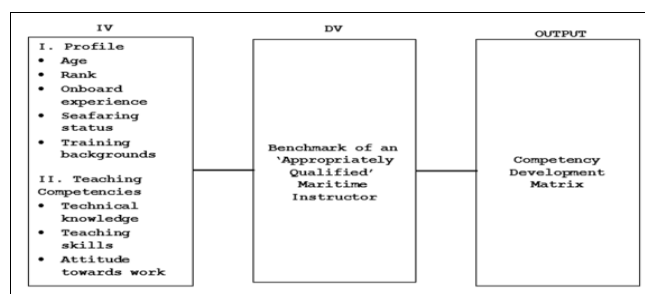 IV
I. Profile
• Age
• Rank
• Onboard
experience
• Seafaring
status
• Training
backgrounds
II. Teaching
Competencies
• Technical
knowledge
• Teaching
skills
• Attitude
towards work
DV
Benchmark of an
‘Appropriately
Qualified’
Maritime
Instructor
OUTPUT
Competency
Development
Matrix